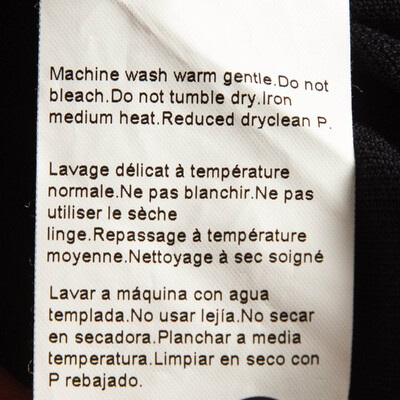 Machine wash warm gentle.Do not
bleach.Do not tumble dry.Iron
medium heat.Reduced dryclean P.
Lavage délicat à température
normale.Ne pas blanchir.Ne pas
utiliser le sèche
linge.Repassage à température
moyenne.Nettoyage à sec soigné
Lavar a máquina con agua
templada.No usar lejía.No secar
en secadora.Planchar a media
temperatura.Limpiar en seco con
P rebajado.